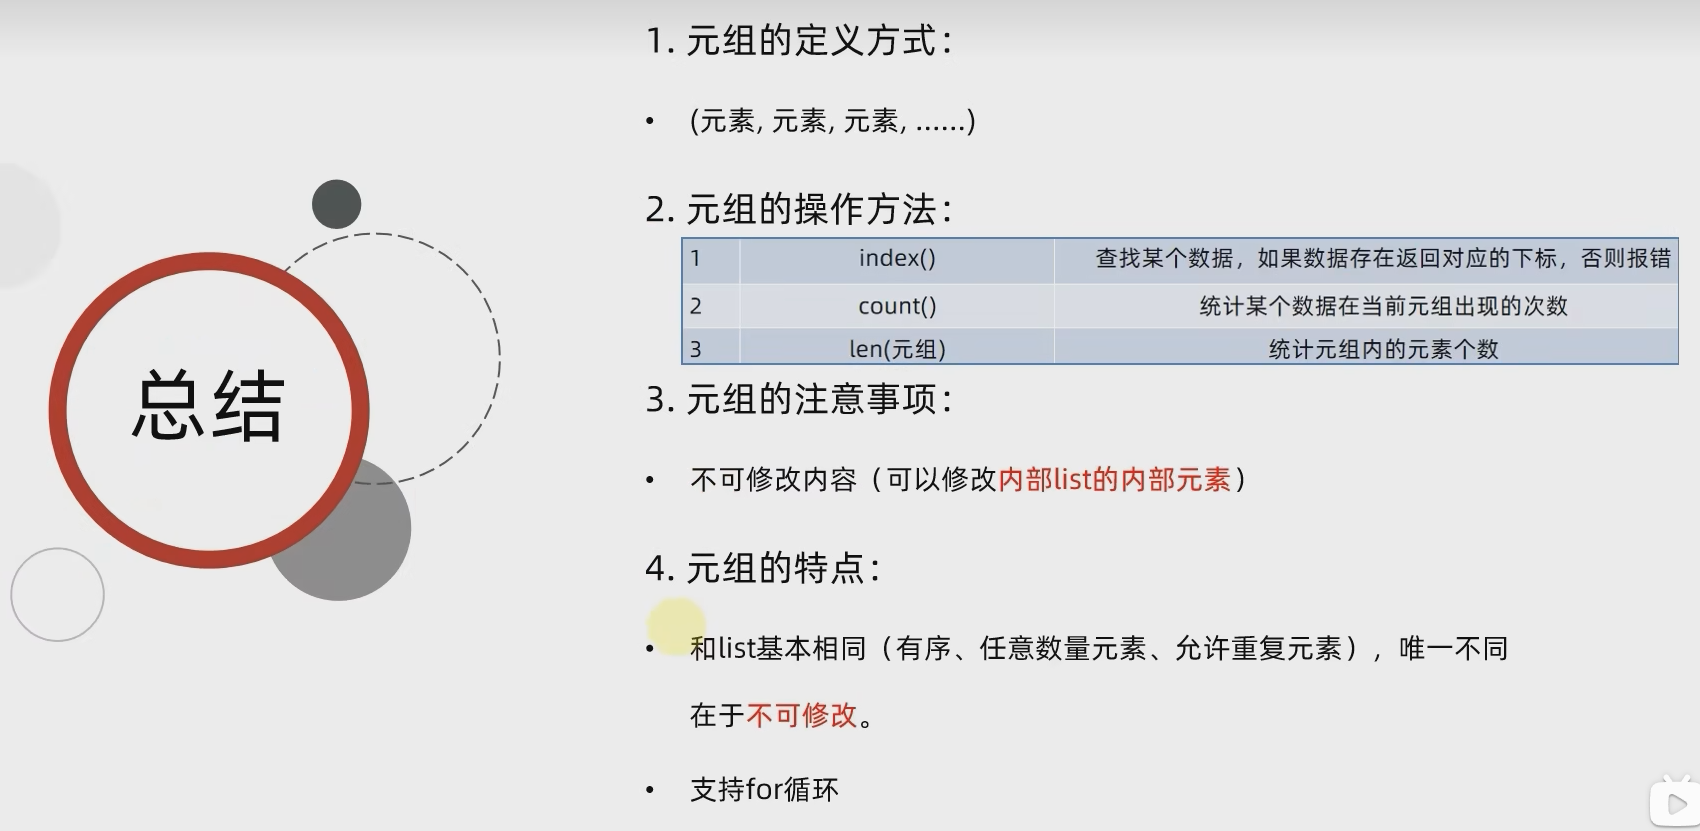 总结
1. 元组的定义方式：
• (元素, 元素, 元素, ......)
2. 元组的操作方法：
1 index() 查找某个数据，如果数据存在返回对应的下标，否则报错
2 count() 统计某个数据在当前元组出现的次数
3 len(元组) 统计元组内的元素个数
3. 元组的注意事项：
• 不可修改内容（可以修改内部list的内部元素）
4. 元组的特点：
• 和list基本相同（有序、任意数量元素、允许重复元素），唯一不同
在于不可修改。
• 支持for循环